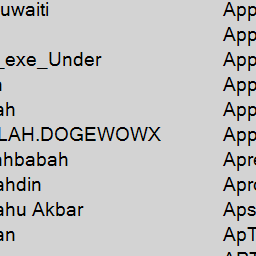 uwaiti App
App
_exe_Under App
n App
ah App
LAH.DOGEWOWX App
ahbabah Apre
ahdin Apro
ahu Akbar Aps
an ApT